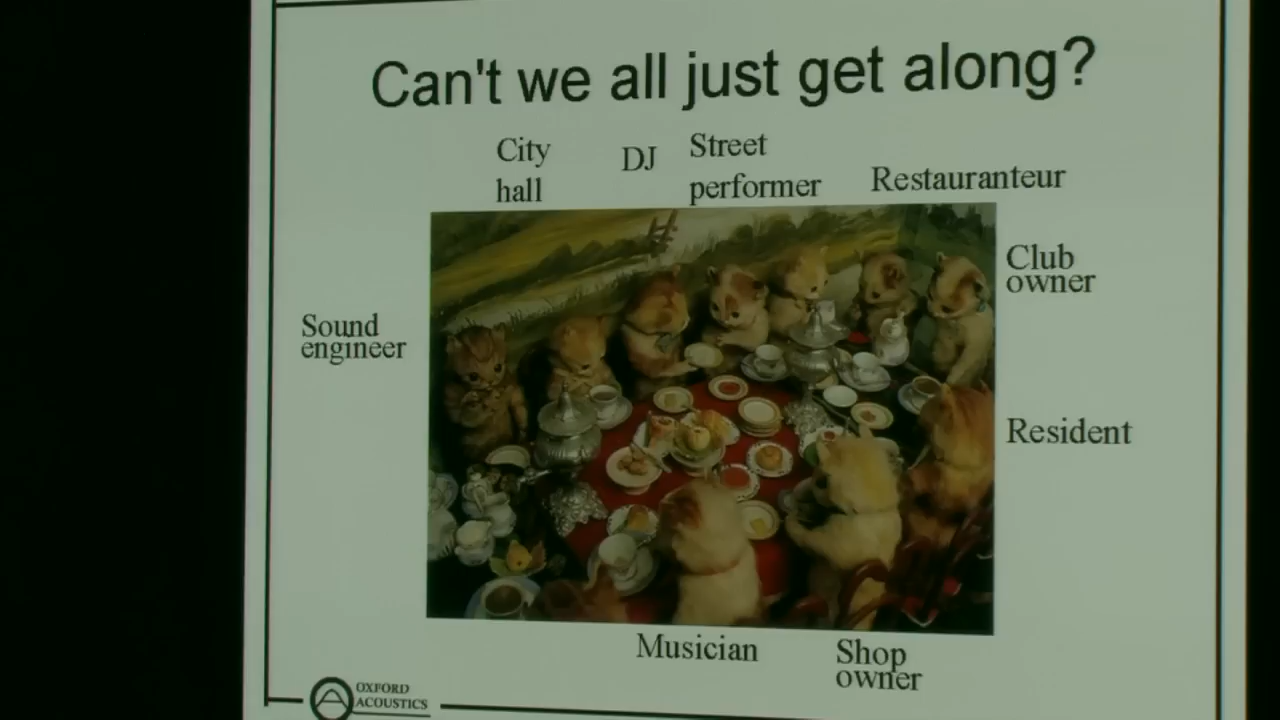 Can't we all just get along?
City
hall
DJ
Street
performer
Restauranteur
Club
owner
Sound
engineer
Resident
Musician
Shop
owner
OXFORD
ACOUSTICS